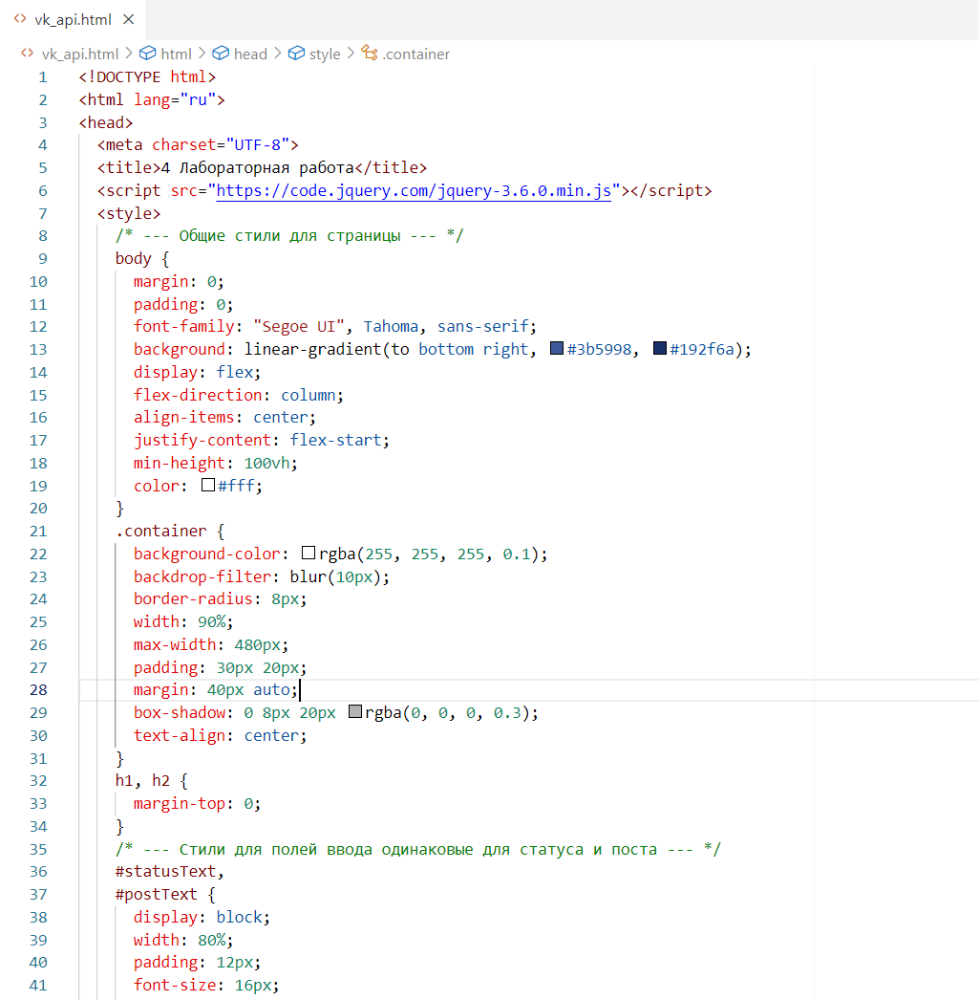 vk_api.html
vk_api.html > html > head > style > .container
1 <!DOCTYPE html>
2 <html lang="ru">
3 <head>
4   <meta charset="UTF-8">
5   <title>4 Лабораторная работа</title>
6   <script src="https://code.jquery.com/jquery-3.6.0.min.js"></script>
7   <style>
8     /* --- Общие стили для страницы --- */
9     body {
10       margin: 0;
11       padding: 0;
12       font-family: "Segoe UI", Tahoma, sans-serif;
13       background: linear-gradient(to bottom right, #3b5998, #192f6a);
14       display: flex;
15       flex-direction: column;
16       align-items: center;
17       justify-content: flex-start;
18       min-height: 100vh;
19       color: #fff;
20     }
21     .container {
22       background-color: rgba(255, 255, 255, 0.1);
23       backdrop-filter: blur(10px);
24       border-radius: 8px;
25       width: 90%;
26       max-width: 480px;
27       padding: 30px 20px;
28       margin: 40px auto;
29       box-shadow: 0 8px 20px rgba(0, 0, 0, 0.3);
30       text-align: center;
31     }
32     h1, h2 {
33       margin-top: 0;
34     }
35     /* --- Стили для полей ввода одинаковые для статуса и поста --- */
36     #statusText,
37     #postText {
38       display: block;
39       width: 80%;
40       padding: 12px;
41       font-size: 16px;